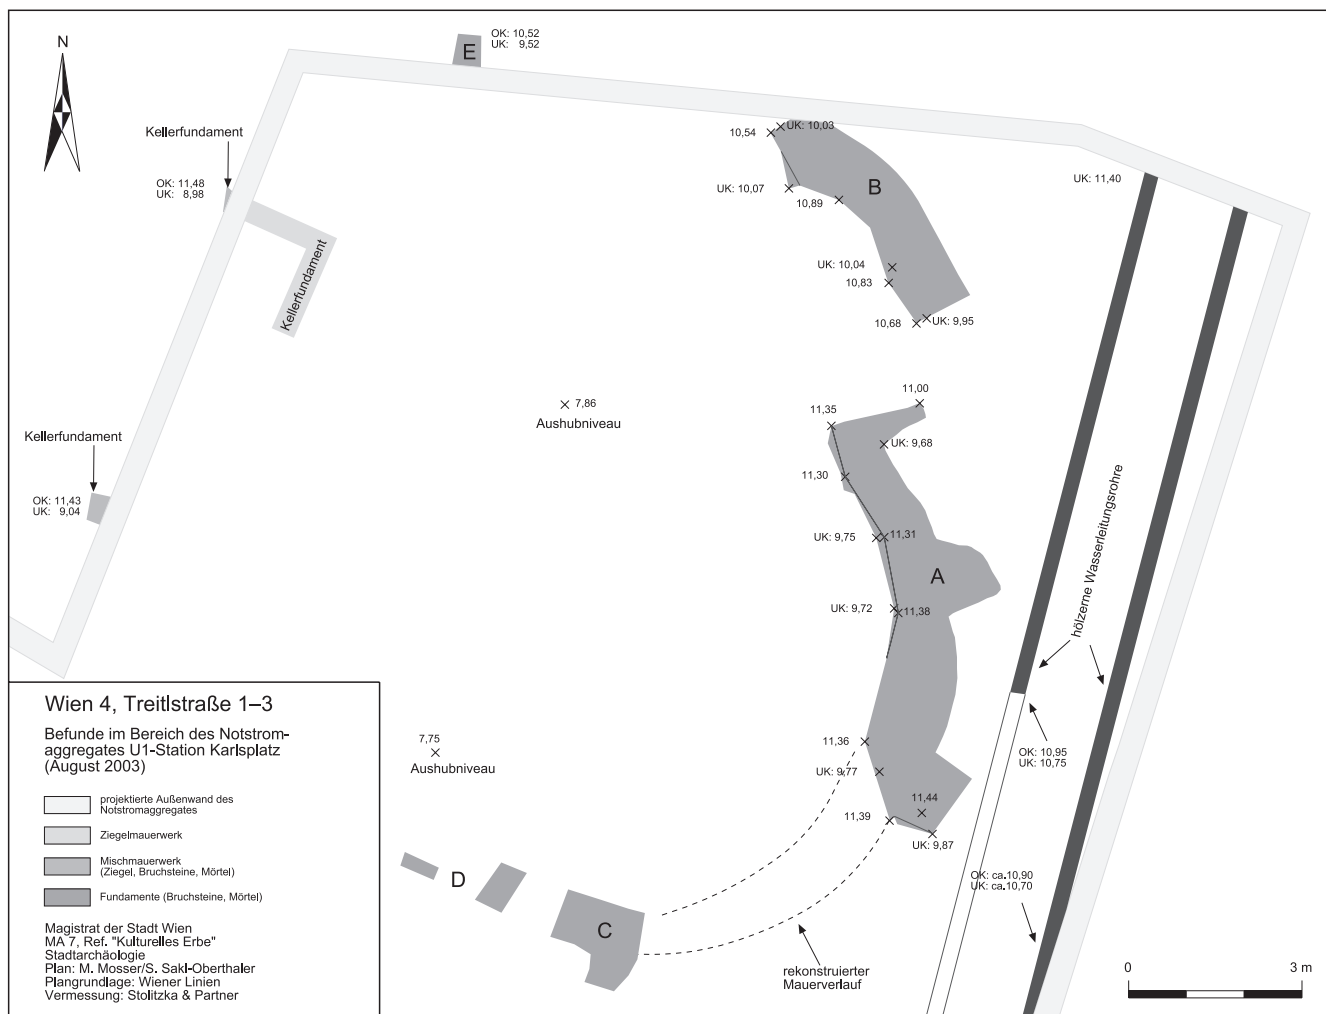 N
E
OK: 10,52
UK: 9,52
Kellerfundament
OK: 11,48
UK: 8,98
Kellerfundament
10,54
UK: 10,03
UK: 10,07
10,89
B
UK: 10,04
10,83
10,68
UK: 9,95
UK: 11,40
7,86
Aushubniveau
11,00
11,35
UK: 9,68
11,30
UK: 9,75
11,31
A
UK: 9,72
11,38
Kellerfundament
OK: 11,43
UK: 9,04
hölzerne Wasserleitungsrohre
11,36
UK: 9,77
11,44
11,39
UK: 9,87
OK: 10,95
UK: 10,75
OK: ca.10,90
UK: ca.10,70
7,75
Aushubniveau
D
C
rekonstruierter
Mauerverlauf
0
3 m
Wien 4, Treitlstraße 1–3
Befunde im Bereich des Notstrom-
aggregates U1-Station Karlsplatz
(August 2003)
projektierte Außenwand des
Notstromaggregates
Ziegelmauerwerk
Mischmauerwerk
(Ziegel, Bruchsteine, Mörtel)
Fundamente (Bruchsteine, Mörtel)
Magistrat der Stadt Wien
MA 7, Ref. "Kulturelles Erbe"
Stadtarchäologie
Plan: M. Mosser/S. Sakl-Oberthaler
Plangrundlage: Wiener Linien
Vermessung: Stolitzka & Partner